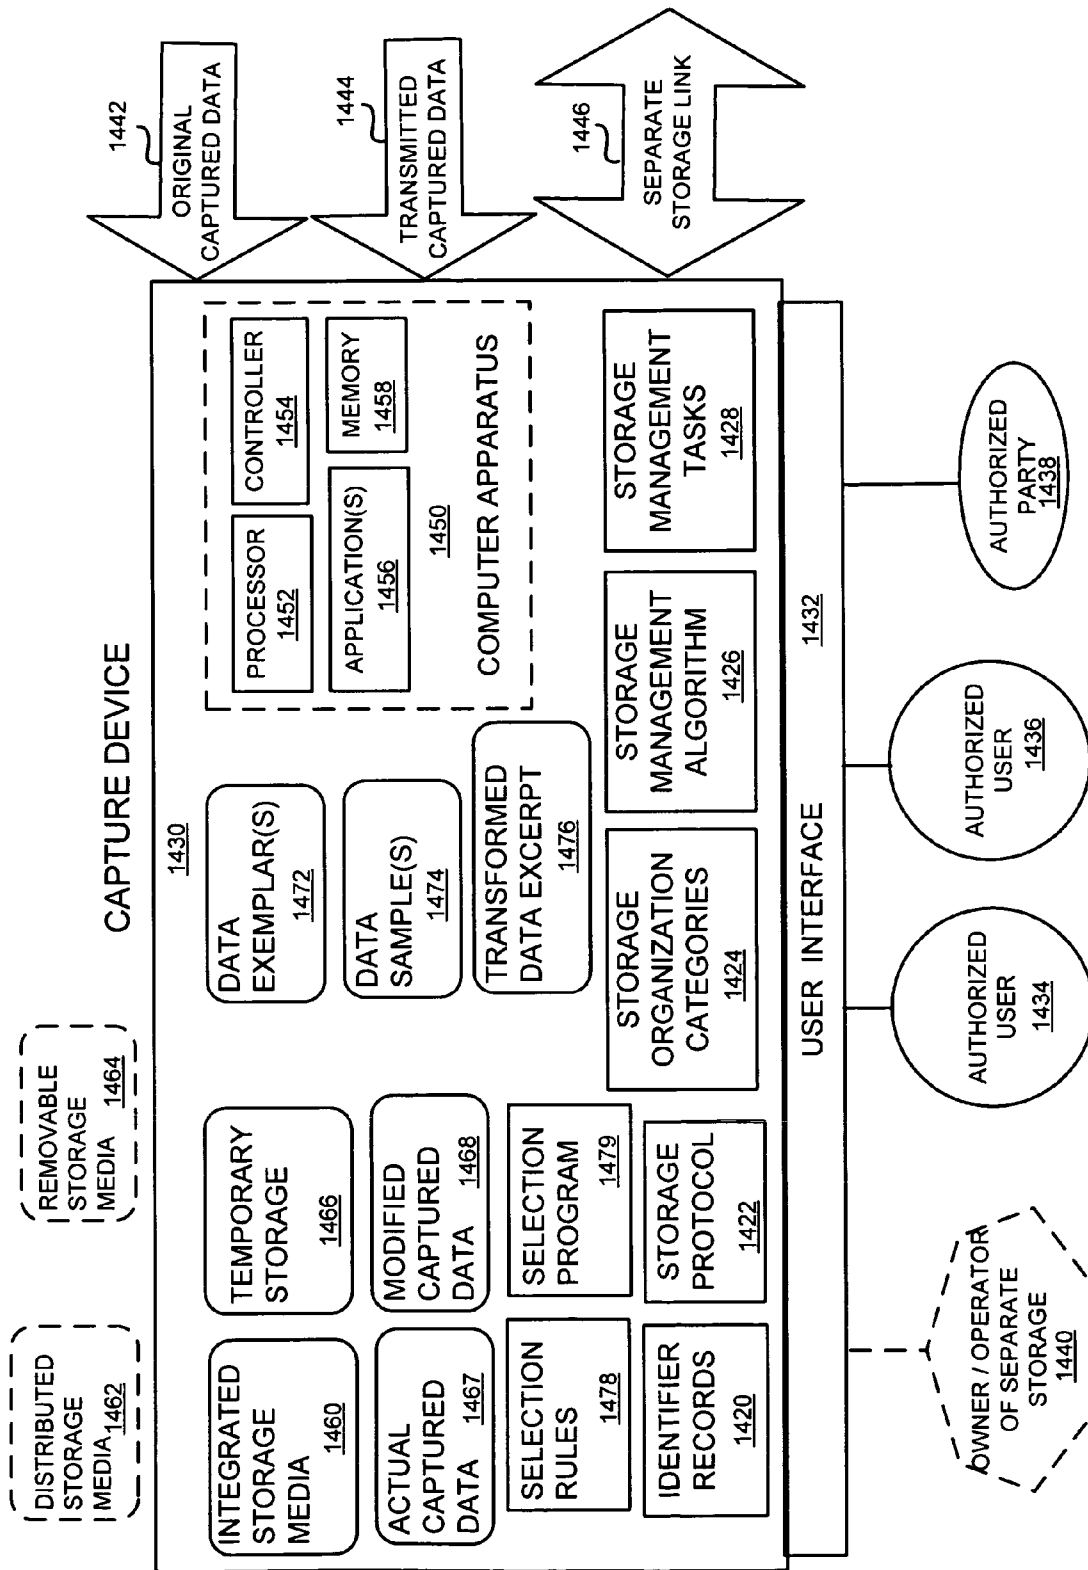 CAPTURE DEVICE
DISTRIBUTED
STORAGE
MEDIA 1462
REMOVABLE
STORAGE
MEDIA 1464
1430
INTEGRATED
STORAGE
MEDIA
1460
TEMPORARY
STORAGE
1466
DATA
EXEMPLAR(S)
1472
PROCESSOR
1452
CONTROLLER
1454
APPLICATION(S)
1456
MEMORY
1458
1450
COMPUTER APPARATUS
ACTUAL
CAPTURED
DATA 1467
MODIFIED
CAPTURED
DATA 1468
DATA
SAMPLE(S)
1474
TRANSFORMED
DATA EXCERPT
1476
SELECTION
RULES
1478
SELECTION
PROGRAM
1479
IDENTIFIER
RECORDS
1420
STORAGE
PROTOCOL
1422
STORAGE
ORGANIZATION
CATEGORIES
1424
STORAGE
MANAGEMENT
ALGORITHM
1426
STORAGE
MANAGEMENT
TASKS
1428
1442
ORIGINAL
CAPTURED DATA
1444
TRANSMITTED
CAPTURED DATA
1446
SEPARATE
STORAGE LINK
USER INTERFACE
1432
OWNER / OPERATOR
OF SEPARATE
STORAGE
1440
AUTHORIZED
USER
1434
AUTHORIZED
USER
1436
AUTHORIZED
PARTY
1438